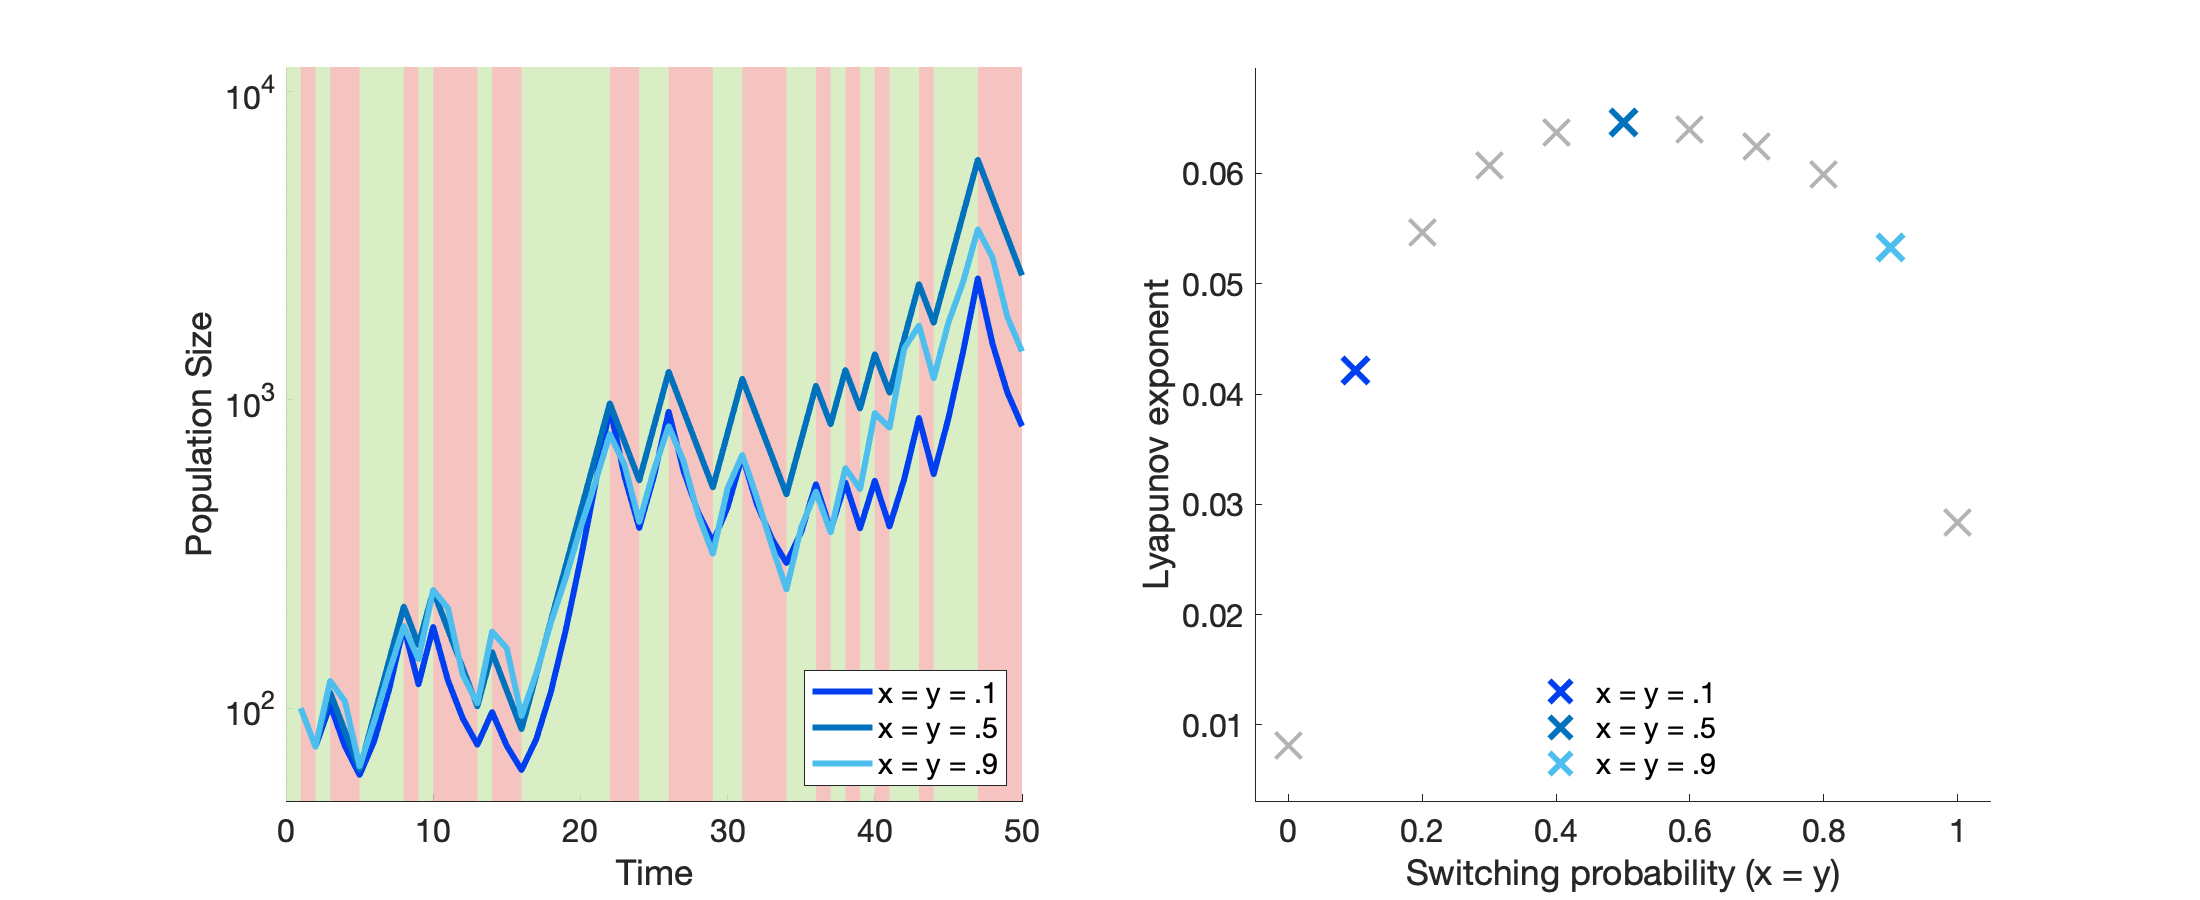 Population Size
10^4
10^3
10^2
0 10 20 30 40 50
Time
x = y = .1
x = y = .5
x = y = .9
Lyapunov exponent
0.06
0.05
0.04
0.03
0.02
0.01
0 0.2 0.4 0.6 0.8 1
Switching probability (x = y)
x = y = .1
x = y = .5
x = y = .9